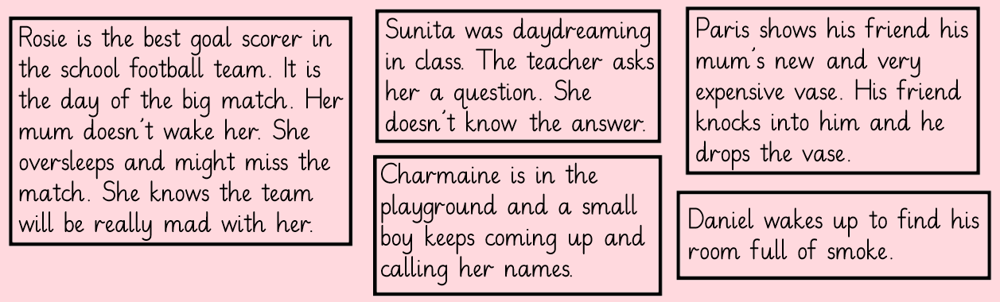 Rosie is the best goal scorer in
the school football team. It is
the day of the big match. Her
mum doesn't wake her. She
oversleeps and might miss the
match. She knows the team
will be really mad with her.
Sunita was daydreaming
in class. The teacher asks
her a question. She
doesn't know the answer.
Charmaine is in the
playground and a small
boy keeps coming up and
calling her names.
Paris shows his friend his
mum's new and very
expensive vase. His friend
knocks into him and he
drops the vase.
Daniel wakes up to find his
room full of smoke.